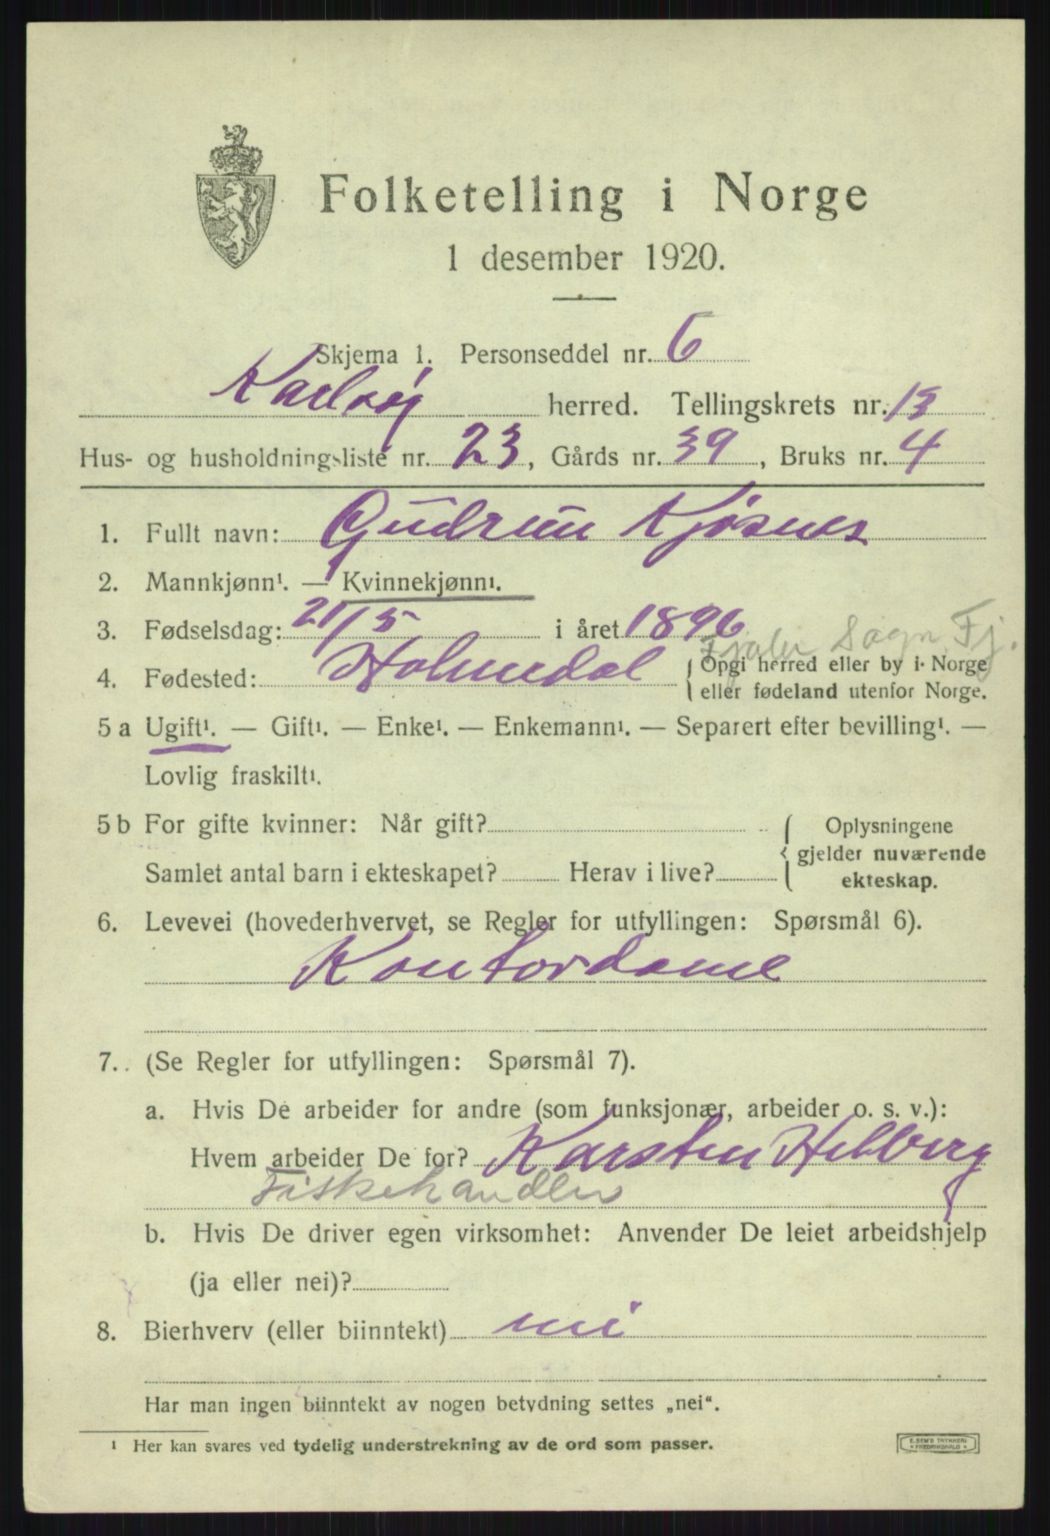 Folketelling i Norge
1 desember 1920.
Skjema 1. Personseddel nr. 6
Karlsøy herred. Tellingskrets nr. 13
Hus- og husholdningsliste nr. 23, Gårds nr. 39, Bruks nr. 4
1. Fullt navn: Gudrun Kjøsnes
2. Mannkjønn¹. — Kvinnekjønn¹.
3. Fødselsdag: 21/5 i året 1896
Fjaler Sogn Fj.
4. Fødested: Holmedal { Opgi herred eller by i Norge
eller fødeland utenfor Norge.
5 a Ugift¹. — Gift¹. — Enke¹. — Enkemann¹. — Separert efter bevilling¹. —
Lovlig fraskilt¹.
5 b For gifte kvinner: Når gift? { Oplysningene
gjelder nuværende
Samlet antal barn i ekteskapet? Herav i live?
ekteskap.
6. Levevei (hovederhvervet, se Regler for utfyllingen: Spørsmål 6).
Kontordame
7. (Se Regler for utfyllingen: Spørsmål 7).
a. Hvis De arbeider for andre (som funksjonær, arbeider o. s. v.):
Hvem arbeider De for? Karsten Helberg
Fiskehandler
b. Hvis De driver egen virksomhet: Anvender De leiet arbeidshjelp
(ja eller nei)?
8. Bierhverv (eller biinntekt) nei
Har man ingen biinntekt av nogen betydning settes „nei“.
¹ Her kan svares ved tydelig understrekning av de ord som passer.